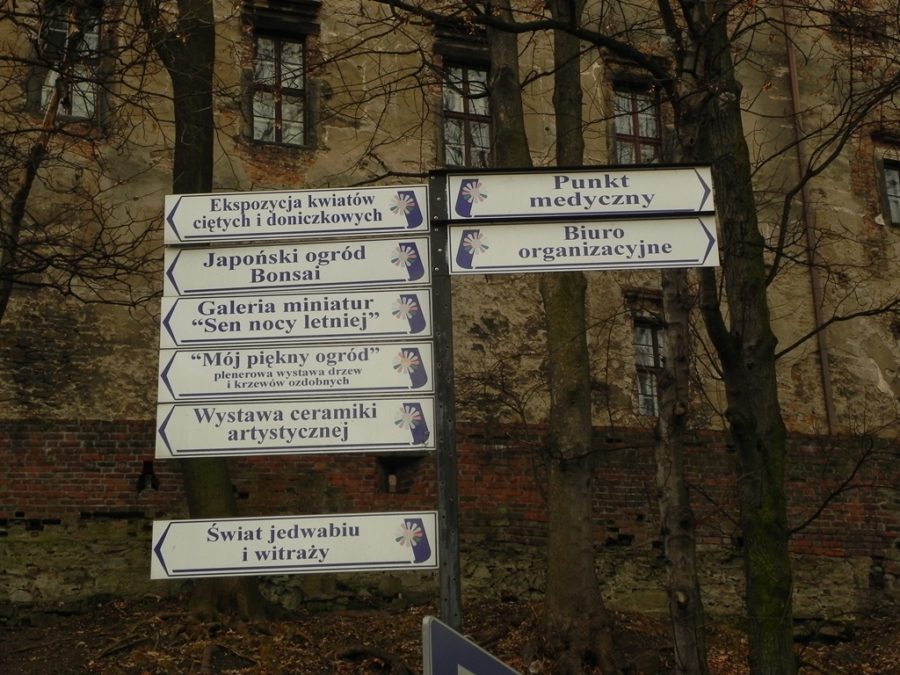 Ekspozycja kwiatów
ciętych i doniczkowych
Japoński ogród
Bonsai
Galeria miniatur
“Sen nocy letniej”
“Mój piękny ogród”
plenerowa wystawa drzew
i krzewów ozdobnych
Wystawa ceramiki
artystycznej
Świat jedwabiu
i witraży
Punkt
medyczny
Biuro
organizacyjne